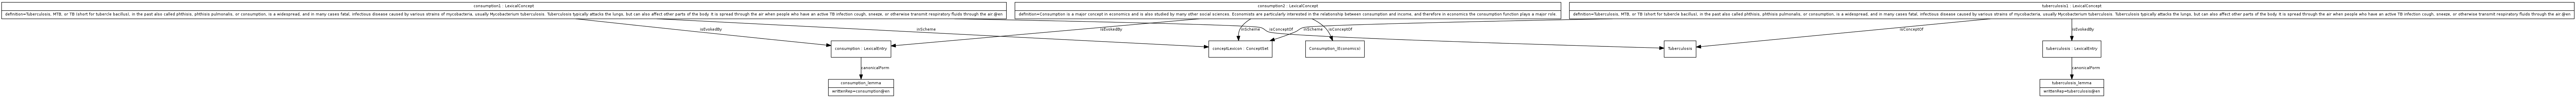 consumption1 : LexicalConcept
definition=Tuberculosis, MTB, or TB (short for tubercle bacillus), in the past also called phthisis, phthisis pulmonalis, or consumption, is a widespread, and in many cases fatal, infectious disease caused by various strains of mycobacteria, usually Mycobacterium tuberculosis. Tuberculosis typically attacks the lungs, but can also affect other parts of the body. It is spread through the air when people who have an active TB infection cough, sneeze, or otherwise transmit respiratory fluids through the air @en
consumption2 : LexicalConcept
definition=Consumption is a major concept in economics and is also studied by many other social sciences. Economists are particularly interested in the relationship between consumption and income, and therefore in economics the consumption function plays a major role.
tuberculosis1 : LexicalConcept
definition=Tuberculosis, MTB, or TB (short for tubercle bacillus), in the past also called phthisis, phthisis pulmonalis, or consumption, is a widespread, and in many cases fatal, infectious disease caused by various strains of mycobacteria, usually Mycobacterium tuberculosis. Tuberculosis typically attacks the lungs, but can also affect other parts of the body. It is spread through the air when people who have an active TB infection cough, sneeze, or otherwise transmit respiratory fluids through the air @en
isEvokedBy
inScheme
isEvokedBy
inScheme
isConceptOf
inScheme
isConceptOf
isConceptOf
isEvokedBy
consumption : LexicalEntry
conceptLexicon : ConceptSet
Consumption_(Economics)
Tuberculosis
tuberculosis : LexicalEntry
canonicalForm
canonicalForm
consumption_lemma
writtenRep=consumption@en
tuberculosis_lemma
writtenRep=tuberculosis@en